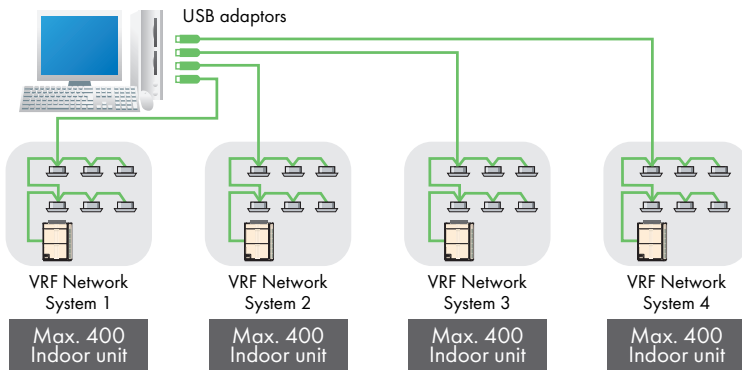 USB adaptors
VRF Network
System 1
VRF Network
System 2
VRF Network
System 3
VRF Network
System 4
Max. 400
Indoor unit
Max. 400
Indoor unit
Max. 400
Indoor unit
Max. 400
Indoor unit